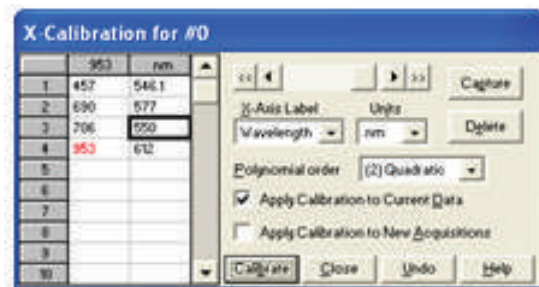 X-Calibration for #0
953 nm
1 457 546.1
2 690 577
3 706 550
4 953 612
5
6
7
8
9
10
Capture
X-Axis Label Units
Wavelength nm
Delete
Polynomial order (2) Quadratic
Apply Calibration to Current Data
Apply Calibration to New Acquisitions
Calibrate Close Undo Help